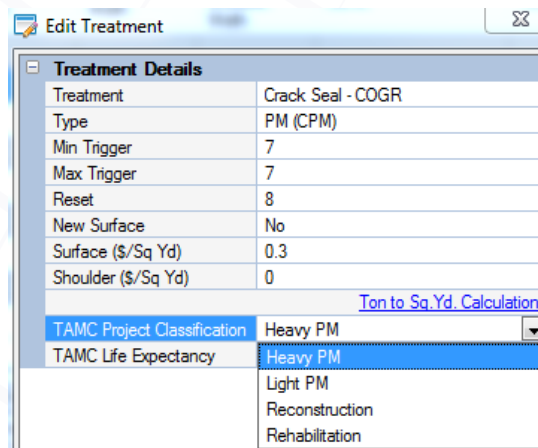 Edit Treatment
Treatment Details
Treatment Crack Seal - COGR
Type PM (CPM)
Min Trigger 7
Max Trigger 7
Reset 8
New Surface No
Surface ($/Sq Yd) 0.3
Shoulder ($/Sq Yd) 0
Ton to Sq.Yd. Calculation
TAMC Project Classification Heavy PM
TAMC Life Expectancy Heavy PM
Light PM
Reconstruction
Rehabilitation